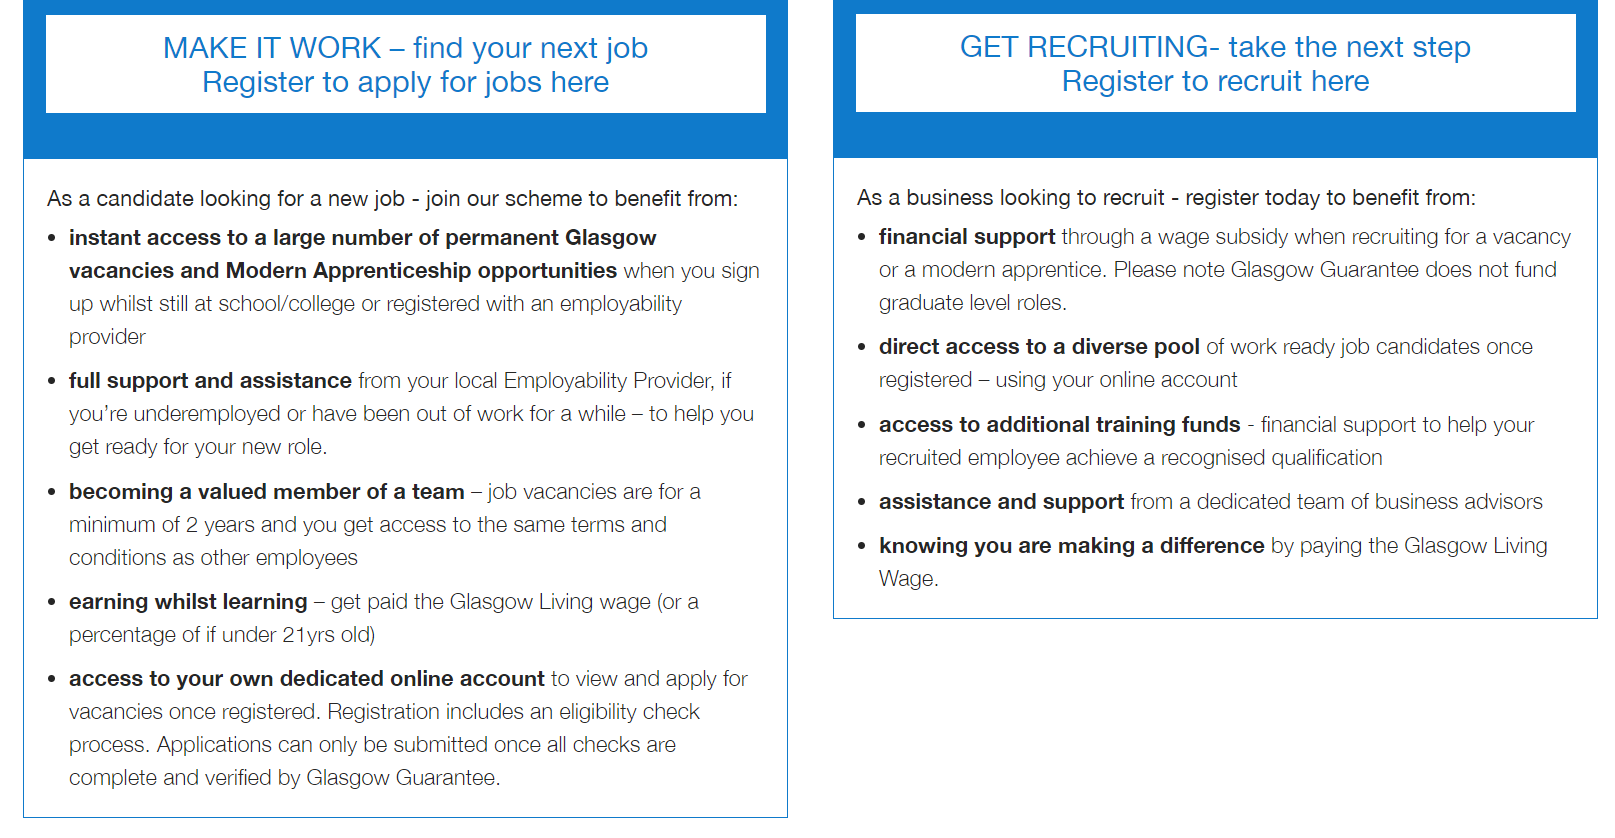 MAKE IT WORK – find your next job
Register to apply for jobs here
As a candidate looking for a new job - join our scheme to benefit from:
• instant access to a large number of permanent Glasgow
vacancies and Modern Apprenticeship opportunities when you sign
up whilst still at school/college or registered with an employability
provider
• full support and assistance from your local Employability Provider, if
you’re underemployed or have been out of work for a while – to help you
get ready for your new role.
• becoming a valued member of a team – job vacancies are for a
minimum of 2 years and you get access to the same terms and
conditions as other employees
• earning whilst learning – get paid the Glasgow Living wage (or a
percentage of if under 21yrs old)
• access to your own dedicated online account to view and apply for
vacancies once registered. Registration includes an eligibility check
process. Applications can only be submitted once all checks are
complete and verified by Glasgow Guarantee.
GET RECRUITING- take the next step
Register to recruit here
As a business looking to recruit - register today to benefit from:
• financial support through a wage subsidy when recruiting for a vacancy
or a modern apprentice. Please note Glasgow Guarantee does not fund
graduate level roles.
• direct access to a diverse pool of work ready job candidates once
registered – using your online account
• access to additional training funds - financial support to help your
recruited employee achieve a recognised qualification
• assistance and support from a dedicated team of business advisors
• knowing you are making a difference by paying the Glasgow Living
Wage.